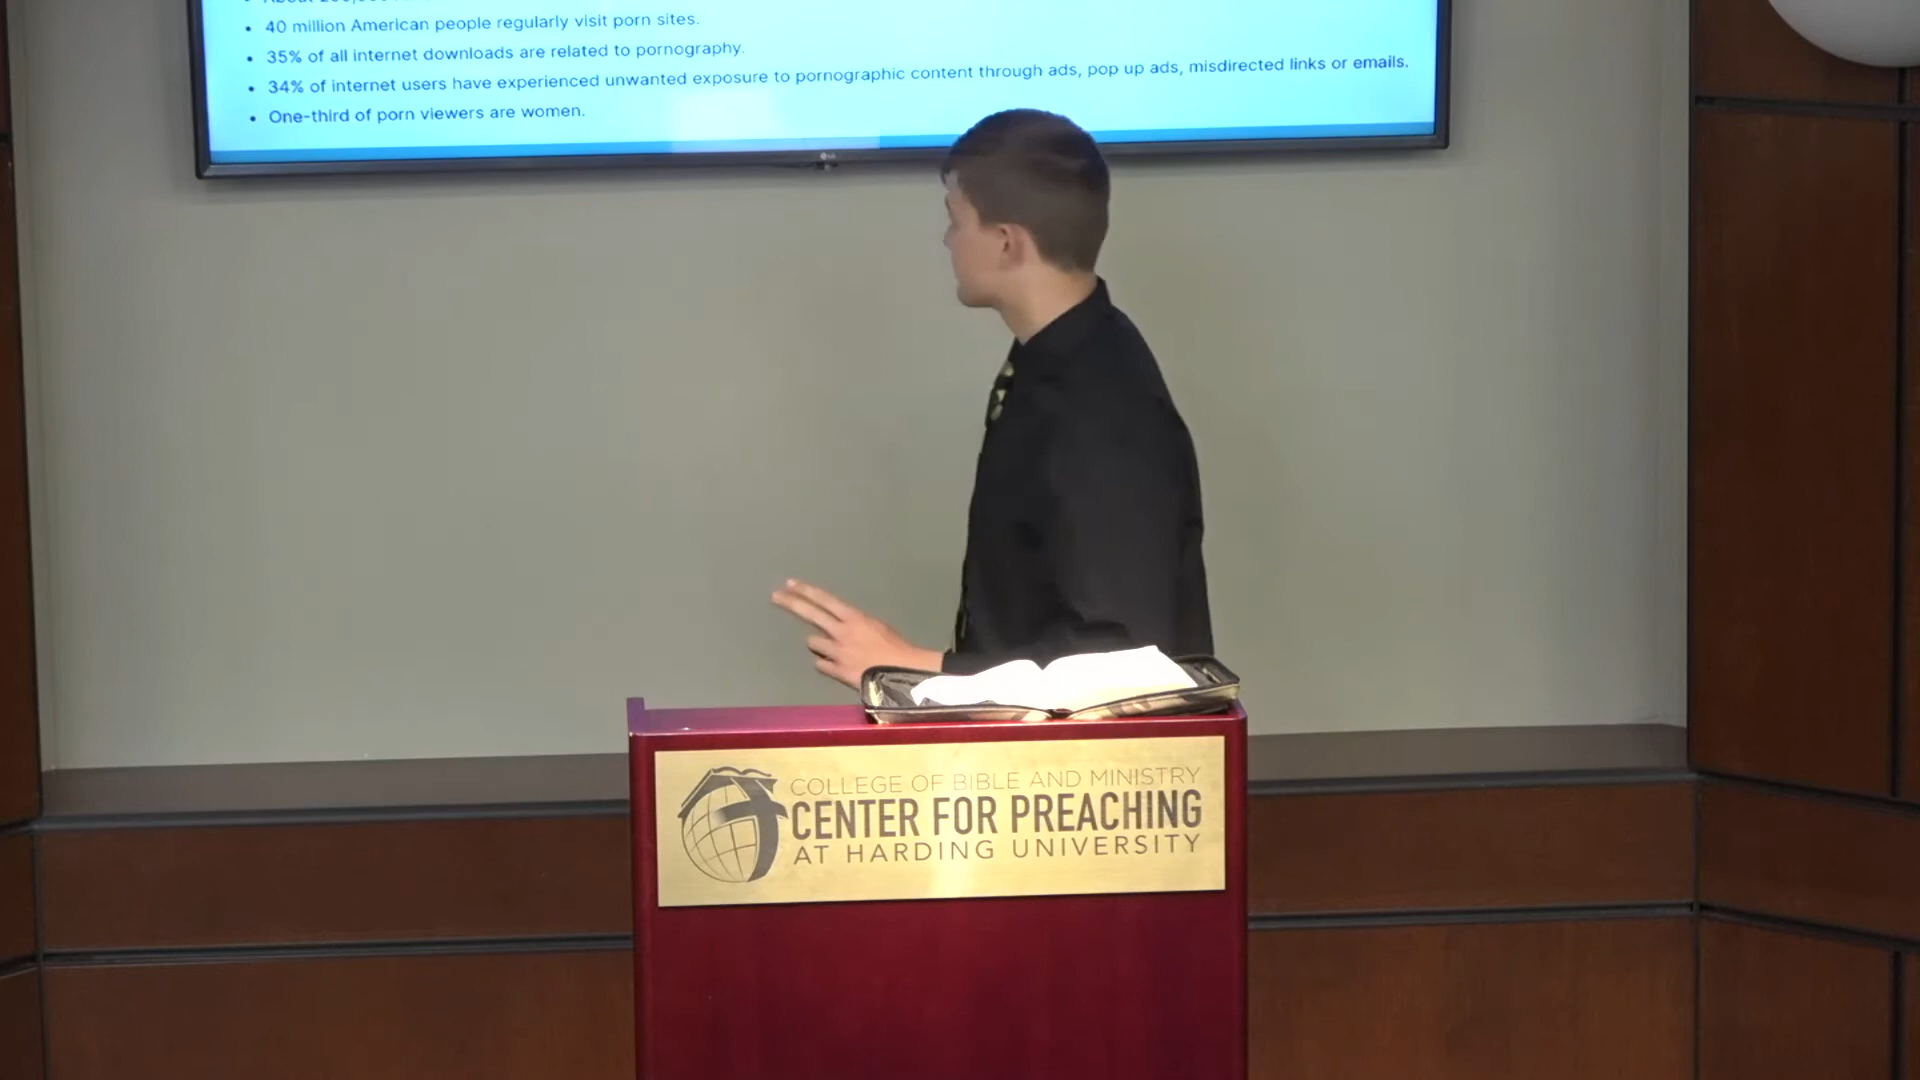 40 million American people regularly visit porn sites.
35% of all internet downloads are related to pornography.
34% of internet users have experienced unwanted exposure to pornographic content through ads, pop up ads, misdirected links or emails.
One-third of porn viewers are women.
LG
COLLEGE OF BIBLE AND MINISTRY
CENTER FOR PREACHING
AT HARDING UNIVERSITY